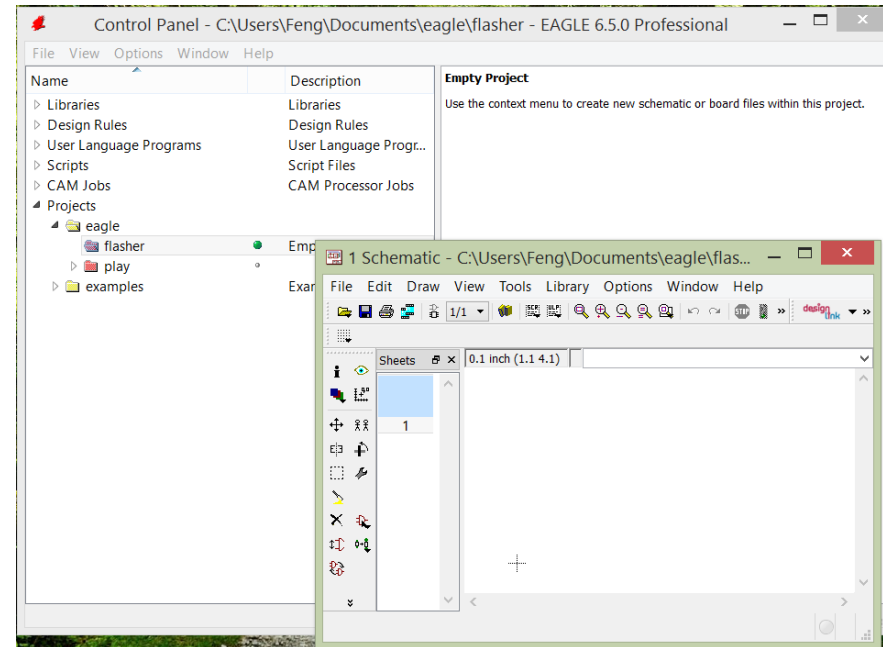 Control Panel - C:\Users\Feng\Documents\eagle\flasher - EAGLE 6.5.0 Professional
File View Options Window Help
Name Description
Empty Project
Use the context menu to create new schematic or board files within this project.
Libraries Libraries
Design Rules Design Rules
User Language Programs User Language Progr...
Scripts Script Files
CAM Jobs CAM Processor Jobs
Projects
eagle
flasher Emp
play
examples Exar
1 Schematic - C:\Users\Feng\Documents\eagle\flas...
File Edit Draw View Tools Library Options Window Help
1/1 SCR ULP STOP design link
Sheets 0.1 inch (1.1 4.1)
1